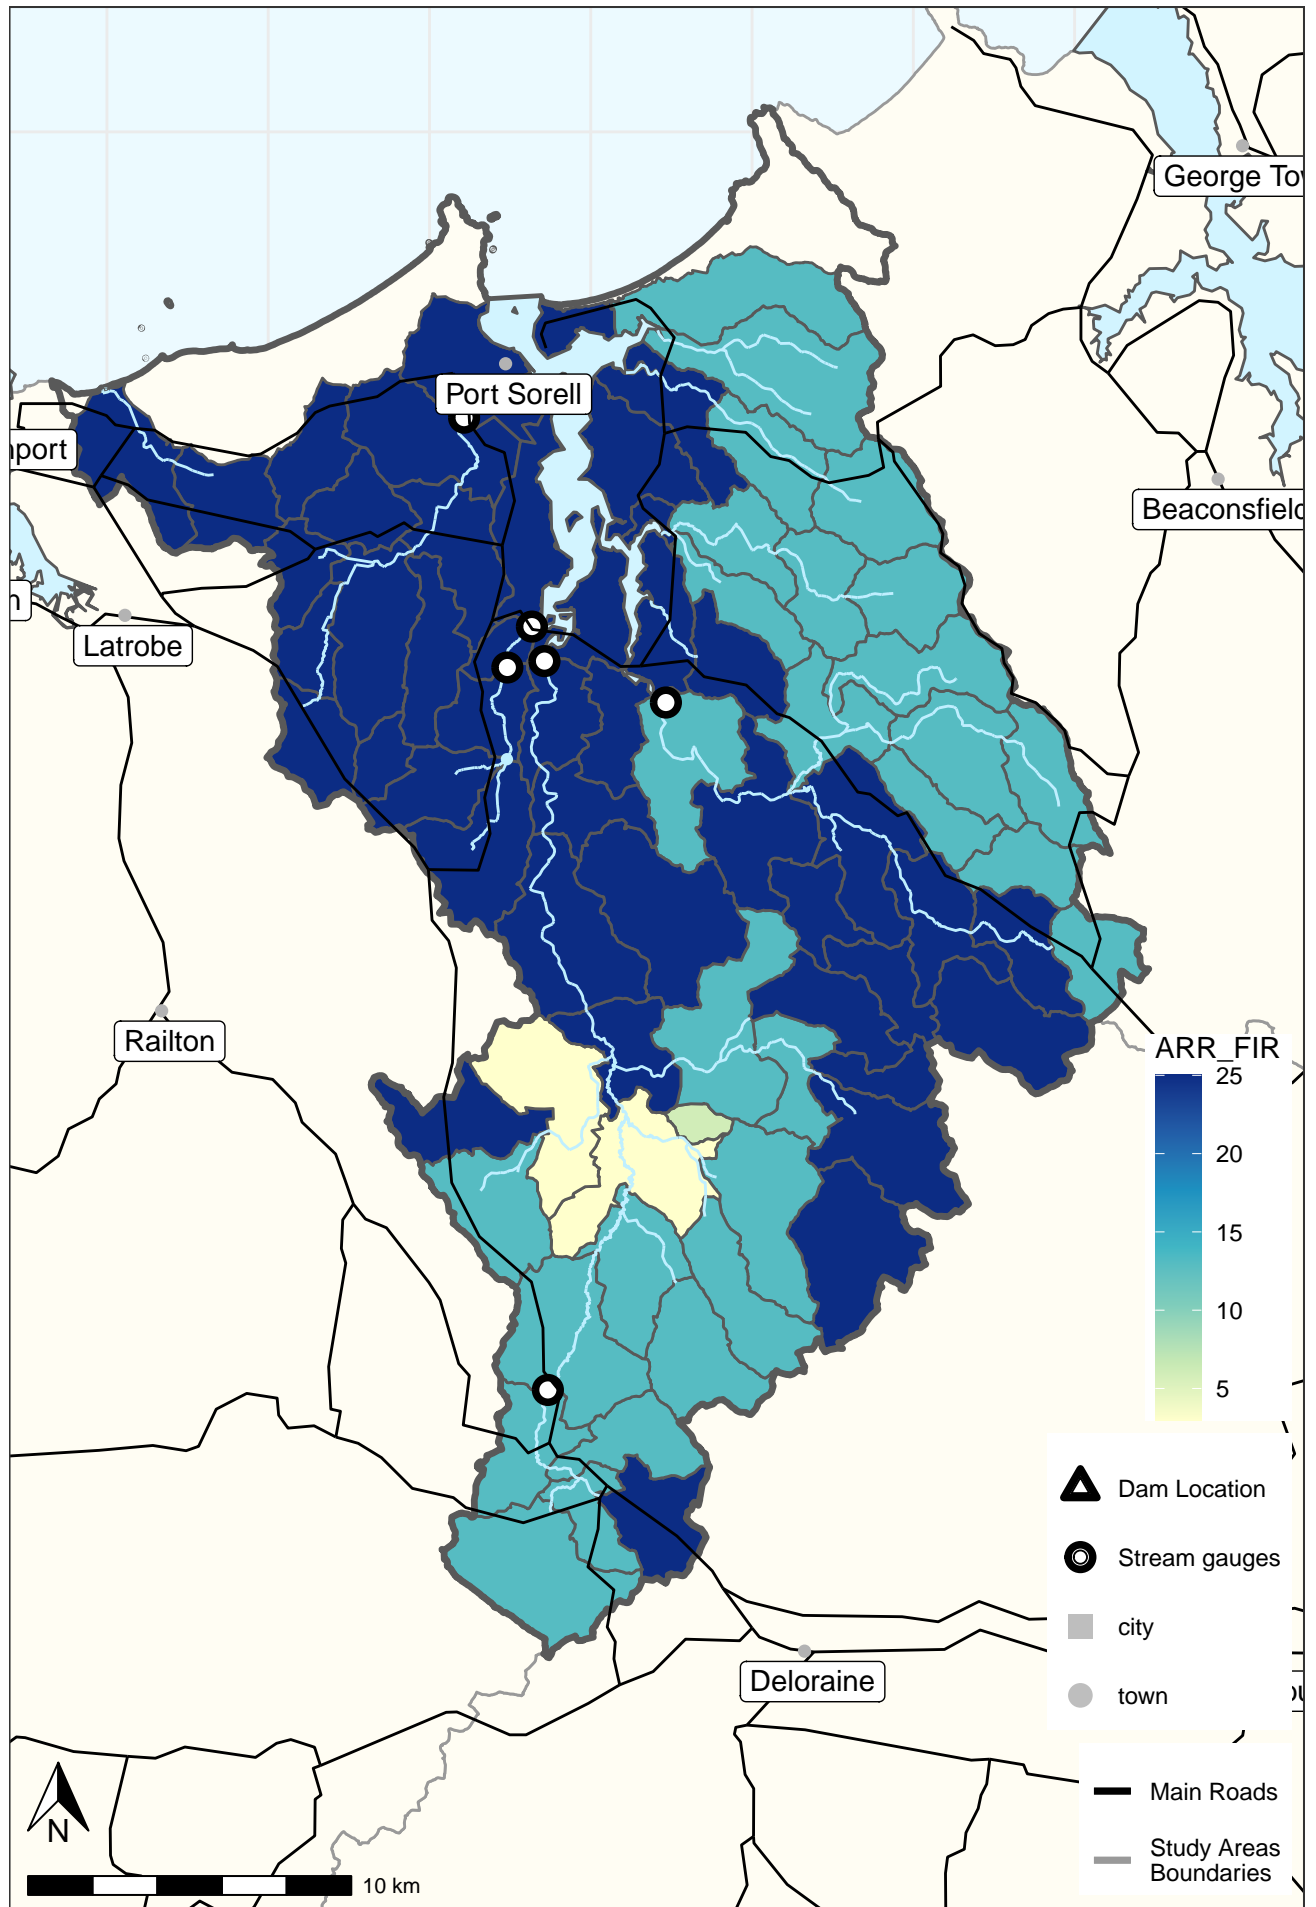 George To
Port Sorell
nport
Beaconsfield
n
Latrobe
Railton
ARR_FIR
25
20
15
10
5
Dam Location
Stream gauges
city
town
Deloraine
Main Roads
Study Areas
Boundaries
N
10 km